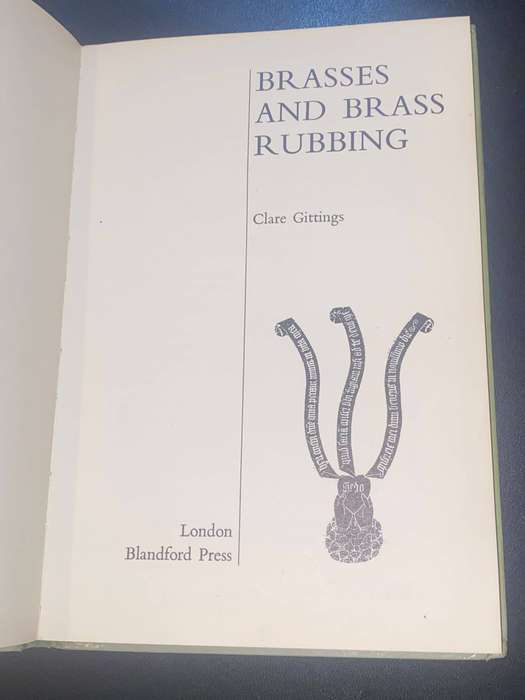 BRASSES
AND BRASS
RUBBING
Clare Gittings
London
Blandford Press